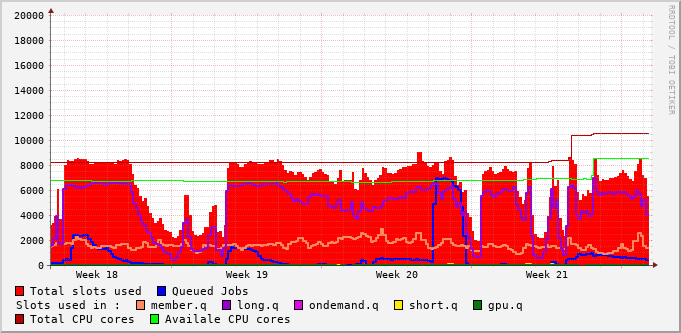 RRDTOOL / TOBI OETIKER
20000
18000
16000
14000
12000
10000
8000
6000
4000
2000
0
Week 18 Week 19 Week 20 Week 21
Total slots used Queued Jobs
Slots used in : member.q long.q ondemand.q short.q gpu.q
Total CPU cores Availale CPU cores